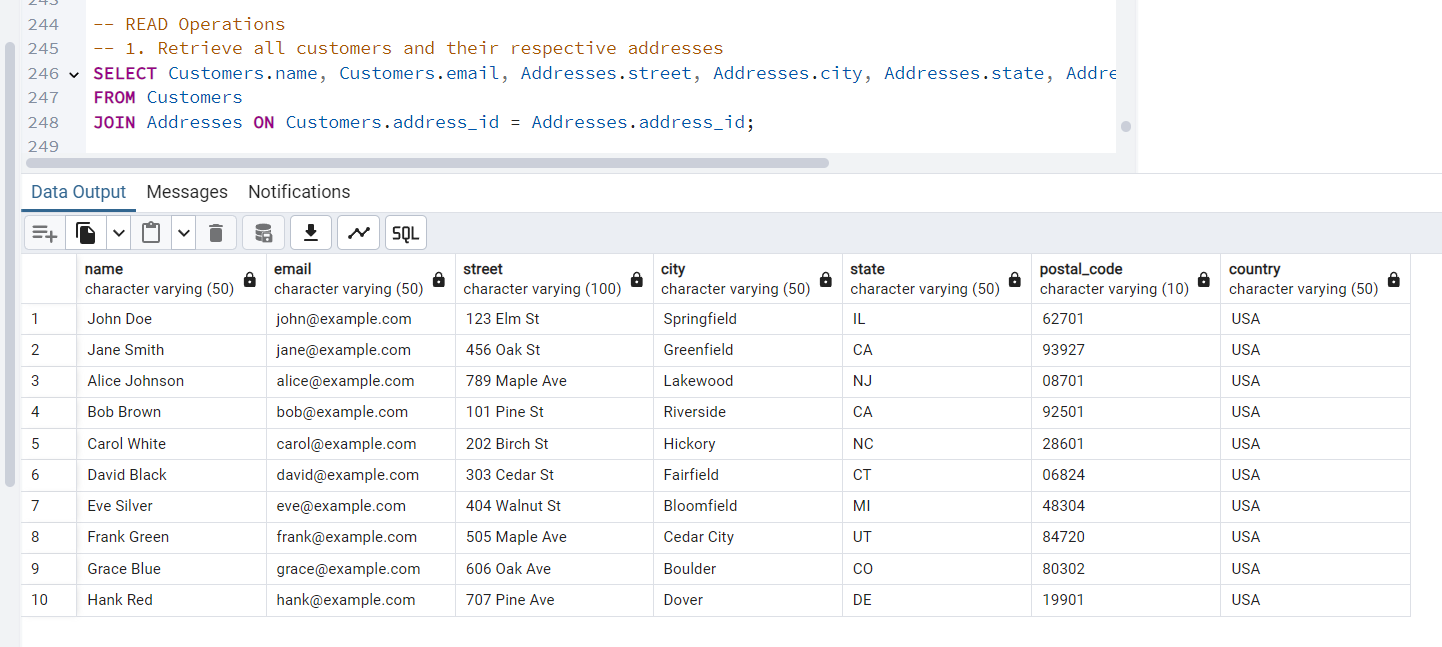 243
244 -- READ Operations
245 -- 1. Retrieve all customers and their respective addresses
246 SELECT Customers.name, Customers.email, Addresses.street, Addresses.city, Addresses.state, Addre
247 FROM Customers
248 JOIN Addresses ON Customers.address_id = Addresses.address_id;
249
Data Output Messages Notifications
SQL
name email street city state postal_code country
character varying (50) character varying (50) character varying (100) character varying (50) character varying (50) character varying (10) character varying (50)
1 John Doe john@example.com 123 Elm St Springfield IL 62701 USA
2 Jane Smith jane@example.com 456 Oak St Greenfield CA 93927 USA
3 Alice Johnson alice@example.com 789 Maple Ave Lakewood NJ 08701 USA
4 Bob Brown bob@example.com 101 Pine St Riverside CA 92501 USA
5 Carol White carol@example.com 202 Birch St Hickory NC 28601 USA
6 David Black david@example.com 303 Cedar St Fairfield CT 06824 USA
7 Eve Silver eve@example.com 404 Walnut St Bloomfield MI 48304 USA
8 Frank Green frank@example.com 505 Maple Ave Cedar City UT 84720 USA
9 Grace Blue grace@example.com 606 Oak Ave Boulder CO 80302 USA
10 Hank Red hank@example.com 707 Pine Ave Dover DE 19901 USA